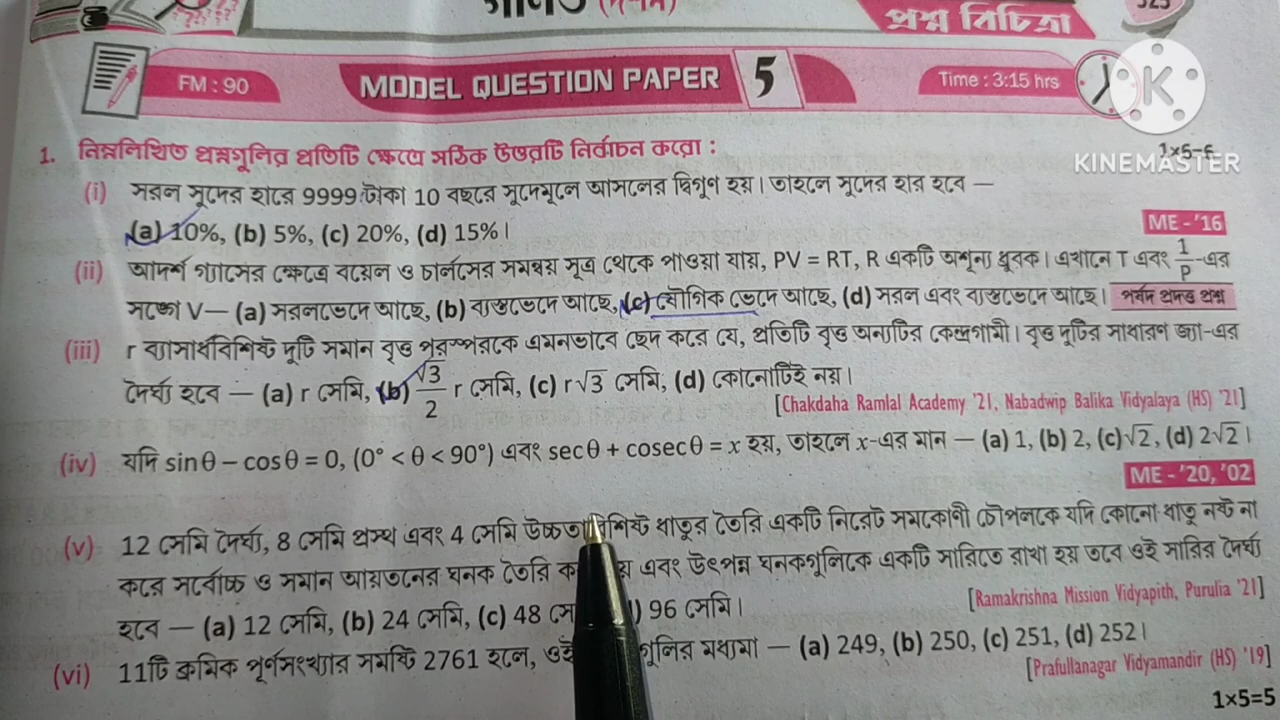 গণিত (দশম)
প্রশ্ন বিচিত্রা
323
FM : 90
MODEL QUESTION PAPER 5
Time : 3:15 hrs
K
KINEMASTER
1. নিম্নলিখিত প্রশ্নগুলির প্রতিটি ক্ষেত্রে সঠিক উত্তরটি নির্বাচন করো :
(i) সরল সুদের হারে 9999 টাকা 10 বছরে সুদেমূলে আসলের দ্বিগুণ হয়। তাহলে সুদের হার হবে —
(a) 10%, (b) 5%, (c) 20%, (d) 15%।
ME - '16
(ii) আদর্শ গ্যাসের ক্ষেত্রে বয়েল ও চার্লসের সমন্বয় সূত্র থেকে পাওয়া যায়, PV = RT, R একটি অশূন্য ধ্রুবক। এখানে T এবং 1/P-এর
সঙ্গে V— (a) সরলভেদে আছে, (b) ব্যস্তভেদে আছে, (c) যৌগিক ভেদে আছে, (d) সরল এবং ব্যস্তভেদে আছে। পর্ষদ প্রদত্ত প্রশ্ন
(iii) r ব্যাসার্ধবিশিষ্ট দুটি সমান বৃত্ত পরস্পরকে এমনভাবে ছেদ করে যে, প্রতিটি বৃত্ত অন্যটির কেন্দ্রগামী। বৃত্ত দুটির সাধারণ জ্যা-এর
দৈর্ঘ্য হবে — (a) r সেমি, (b) √3/2 r সেমি, (c) r√3 সেমি, (d) কোনোটিই নয়।
[Chakdaha Ramlal Academy '21, Nabadwip Balika Vidyalaya (HS) '21]
(iv) যদি sinθ – cosθ = 0, (0° < θ < 90°) এবং secθ + cosecθ = x হয়, তাহলে x-এর মান — (a) 1, (b) 2, (c) √2, (d) 2√2।
ME - '20, '02
(v) 12 সেমি দৈর্ঘ্য, 8 সেমি প্রস্থ এবং 4 সেমি উচ্চতাবিশিষ্ট ধাতুর তৈরি একটি নিরেট সমকোণী চৌপলকে যদি কোনো ধাতু নষ্ট না
করে সর্বোচ্চ ও সমান আয়তনের ঘনক তৈরি এবং উৎপন্ন ঘনকগুলিকে একটি সারিতে রাখা হয় তবে ওই সারির দৈর্ঘ্য
হবে — (a) 12 সেমি, (b) 24 সেমি, (c) 48 96 সেমি।
[Ramakrishna Mission Vidyapith, Purulia '21]
(vi) 11টি ক্রমিক পূর্ণসংখ্যার সমষ্টি 2761 হলে, মধ্যমা — (a) 249, (b) 250, (c) 251, (d) 252।
[Prafullanagar Vidyamandir (HS) '19]
1×5=5